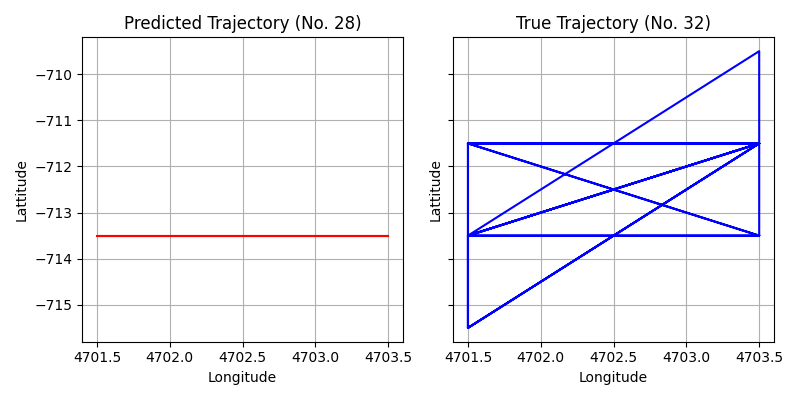 Predicted Trajectory (No. 28)
True Trajectory (No. 32)
−710
−711
−712
−713
−714
−715
Lattitude
Lattitude
4701.5 4702.0 4702.5 4703.0 4703.5
4701.5 4702.0 4702.5 4703.0 4703.5
Longitude
Longitude